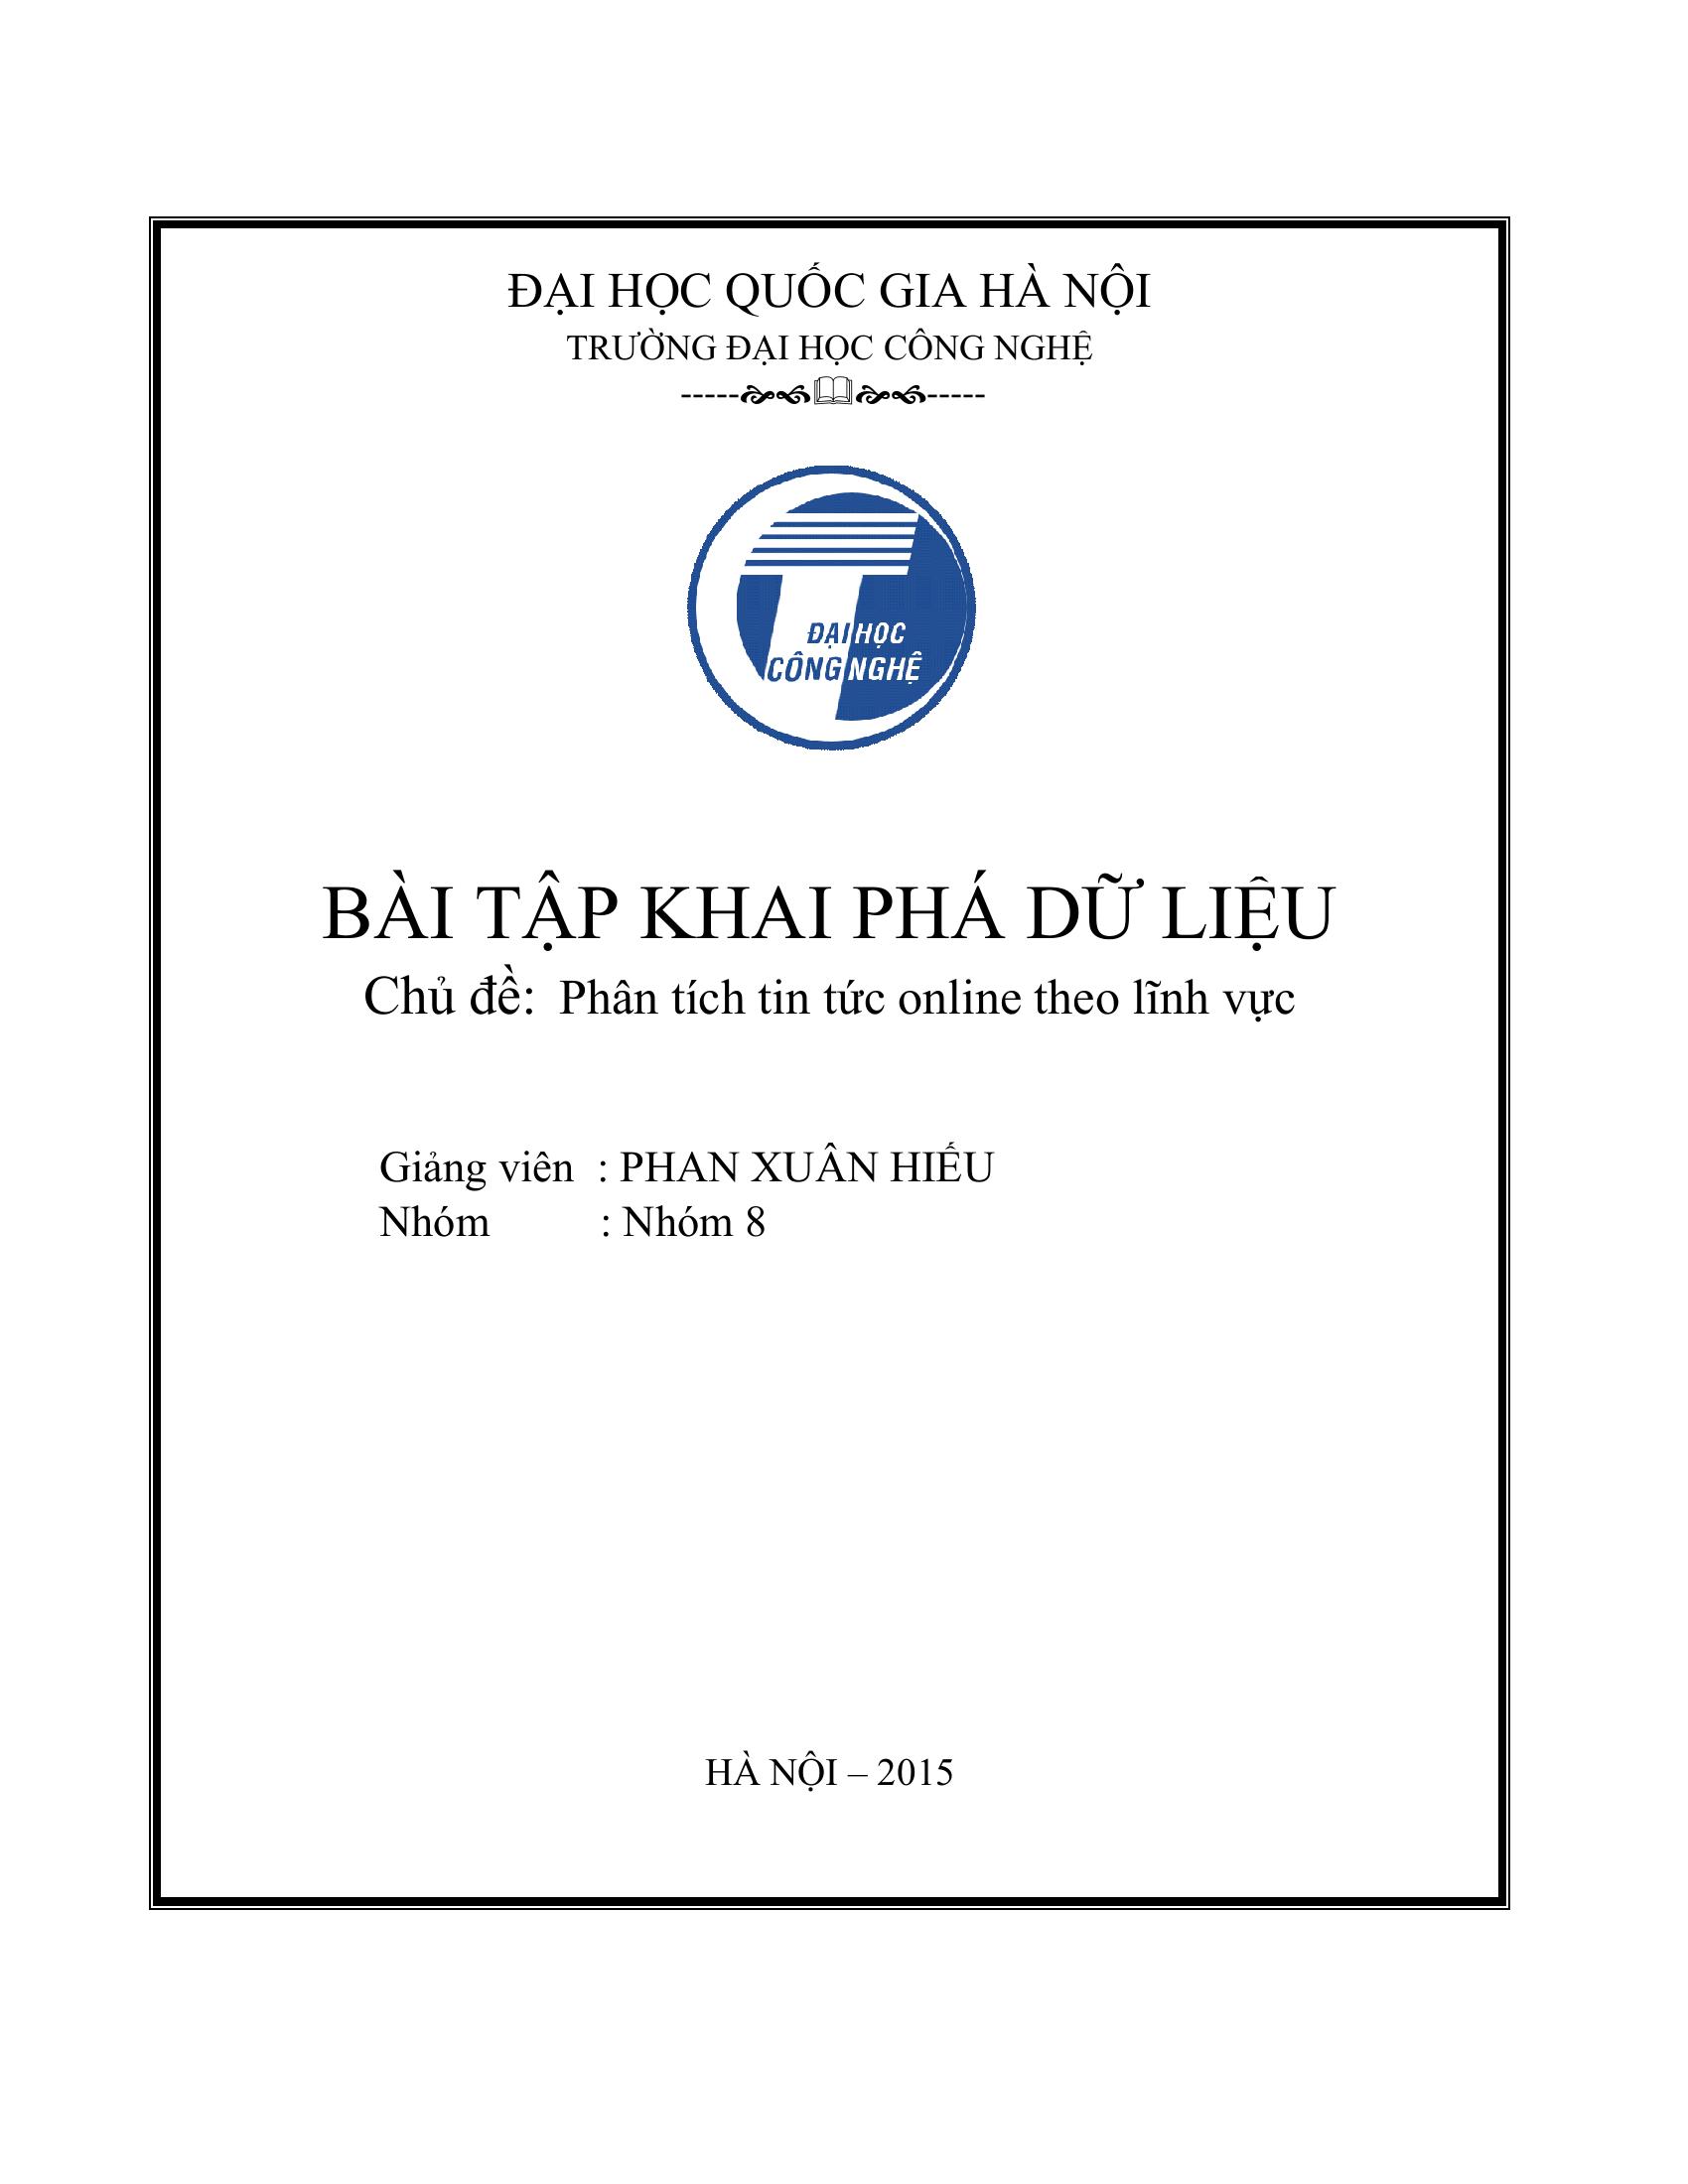 ĐẠI HỌC QUỐC GIA HÀ NỘI
TRƯỜNG ĐẠI HỌC CÔNG NGHỆ
ĐẠI HỌC
CÔNG NGHỆ
BÀI TẬP KHAI PHÁ DỮ LIỆU
Chủ đề: Phân tích tin tức online theo lĩnh vực
Giảng viên : PHAN XUÂN HIẾU
Nhóm : Nhóm 8
HÀ NỘI – 2015